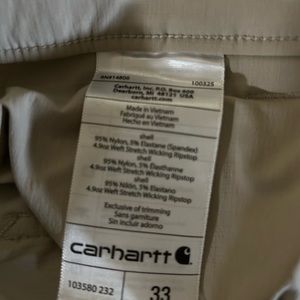 RN#14806 100325
Carhartt, Inc. P.O. Box 600
Dearborn, MI 48121 USA
carhartt.com
Made in Vietnam
Fabriqué au Vietnam
Hecho en Vietnam
shell
95% Nylon, 5% Elastane (Spandex)
4.9oz Weft Stretch Wicking Ripstop
shell
95% Nylon, 5% Élasthanne
4.9oz Weft Stretch Wicking Ripstop
shell
95% Nilón, 5% Elastano
4.9oz Weft Stretch Wicking Ripstop
Exclusive of trimming
Sans garniture
Sin incluir adorno
carhartt
103580 232
33